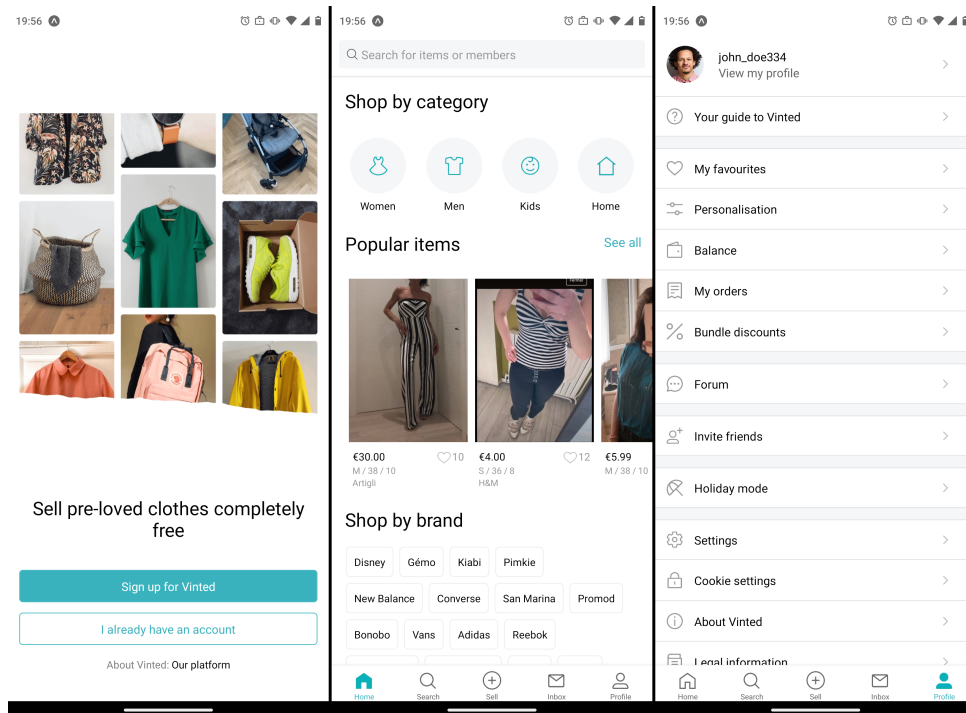 19:56
Sell pre-loved clothes completely
free
Sign up for Vinted
I already have an account
About Vinted: Our platform
19:56
Search for items or members
Shop by category
Women Men Kids Home
Popular items See all
€30.00 10
M / 38 / 10
Artigli
€4.00 12
S / 36 / 8
H&M
€5.99
M / 38 / 10
Shop by brand
Disney Gémo Kiabi Pimkie
New Balance Converse San Marina Promod
Bonobo Vans Adidas Reebok
Home Search Sell Inbox Profile
19:56
john_doe334
View my profile
Your guide to Vinted
My favourites
Personalisation
Balance
My orders
Bundle discounts
Forum
Invite friends
Holiday mode
Settings
Cookie settings
About Vinted
Legal information
Home Search Sell Inbox Profile